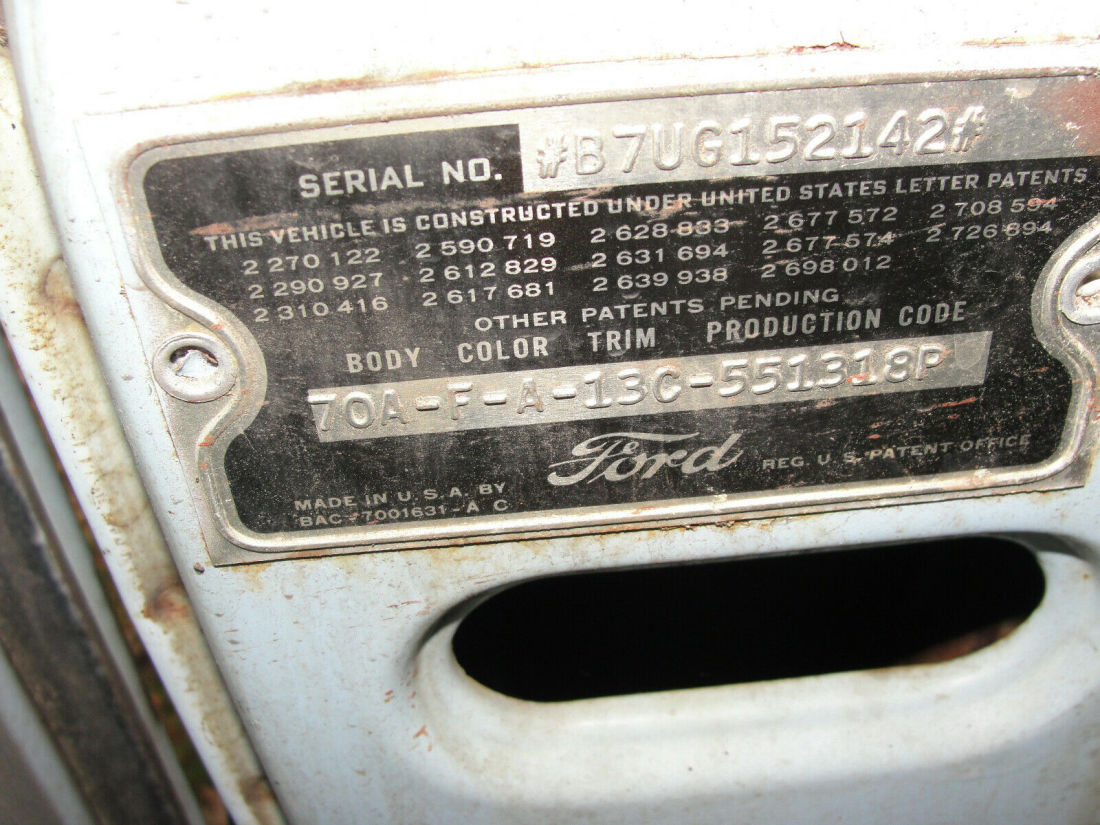 SERIAL NO. #B7UG152142#
THIS VEHICLE IS CONSTRUCTED UNDER UNITED STATES LETTER PATENTS
2 270 122 2 590 719 2 628 833 2 677 572 2 708 594
2 290 927 2 612 829 2 631 694 2 677 574 2 726 894
2 310 416 2 617 681 2 639 938 2 698 012
OTHER PATENTS PENDING
BODY COLOR TRIM PRODUCTION CODE
70A-F-A-13C-551318P
Ford REG. U.S. PATENT OFFICE
MADE IN U.S.A. BY
BAC-7001631-A C